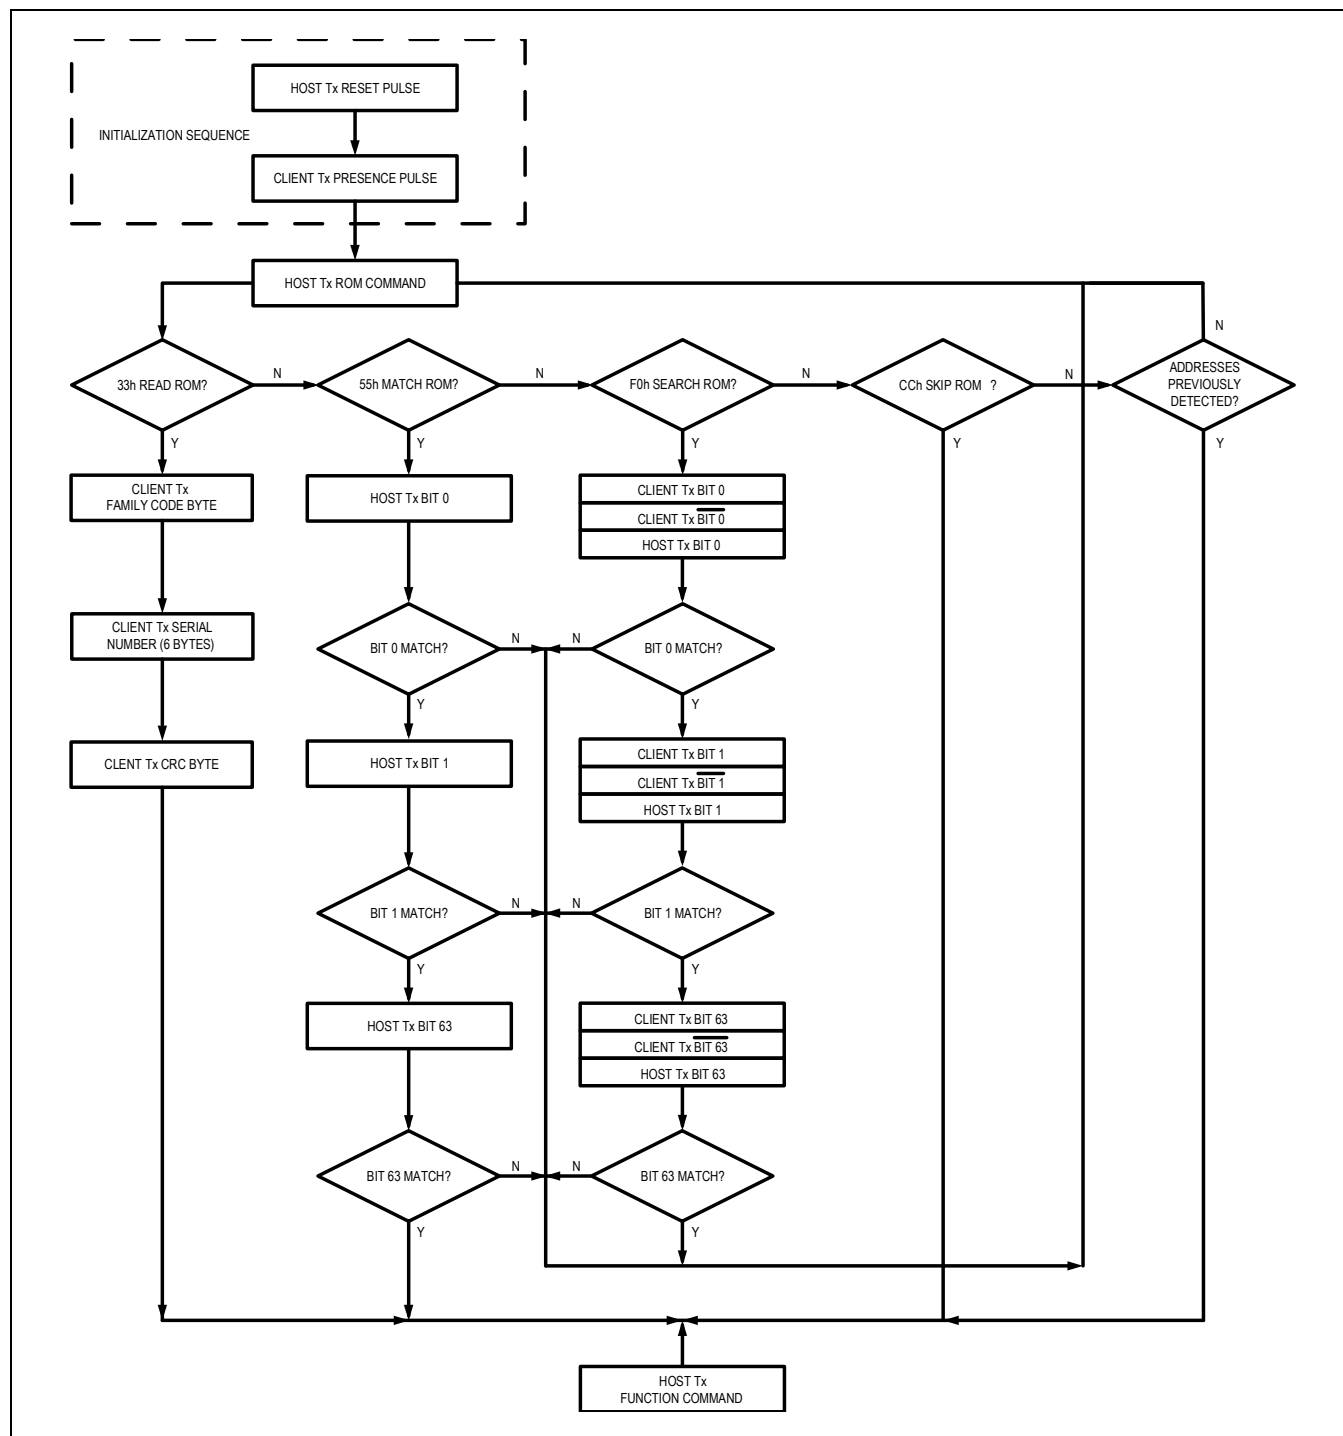 HOST Tx RESET PULSE
INITIALIZATION SEQUENCE
CLIENT Tx PRESENCE PULSE
HOST Tx ROM COMMAND
33h READ ROM?
N
55h MATCH ROM?
N
F0h SEARCH ROM?
N
CCh SKIP ROM ?
N
ADDRESSES
PREVIOUSLY
DETECTED?
N
Y
Y
Y
Y
Y
CLIENT Tx
FAMILY CODE BYTE
CLIENT Tx SERIAL
NUMBER (6 BYTES)
CLENT Tx CRC BYTE
HOST Tx BIT 0
BIT 0 MATCH?
N
Y
HOST Tx BIT 1
BIT 1 MATCH?
N
Y
HOST Tx BIT 63
BIT 63 MATCH?
N
Y
CLIENT Tx BIT 0
CLIENT Tx BIT 0
HOST Tx BIT 0
N
BIT 0 MATCH?
Y
CLIENT Tx BIT 1
CLIENT Tx BIT 1
HOST Tx BIT 1
N
BIT 1 MATCH?
Y
CLIENT Tx BIT 63
CLIENT Tx BIT 63
HOST Tx BIT 63
N
BIT 63 MATCH?
Y
HOST Tx
FUNCTION COMMAND